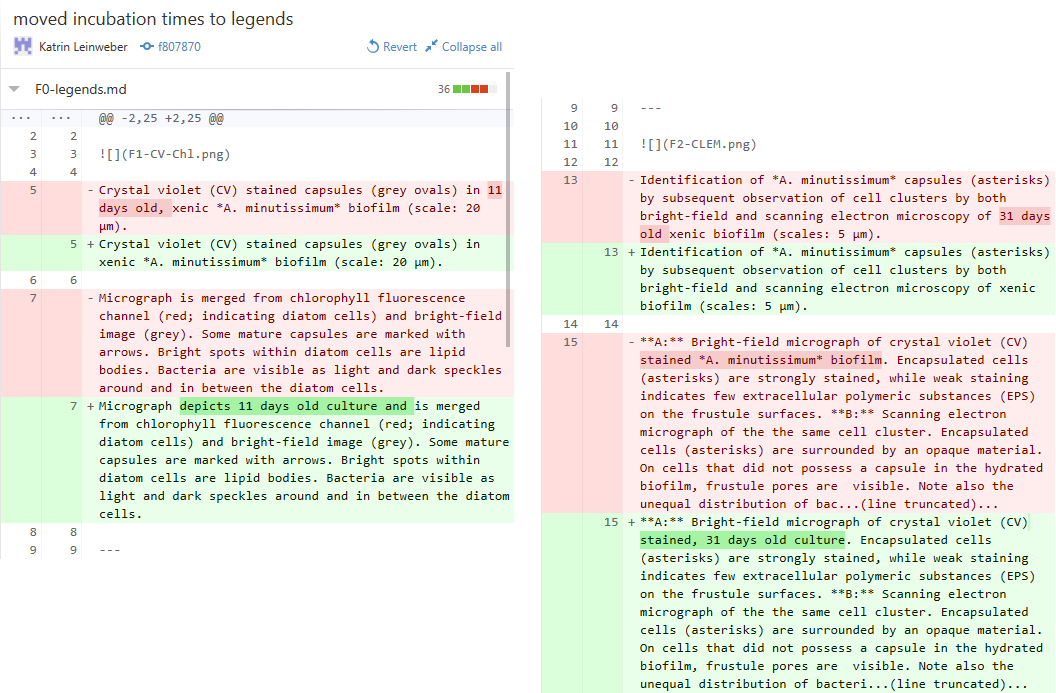 moved incubation times to legends
Katrin Leinweber f807870 Revert Collapse all
F0-legends.md 36
... ... @@ -2,25 +2,25 @@
2 2
3 3 ![](F1-CV-Chl.png)
4 4
5 - Crystal violet (CV) stained capsules (grey ovals) in 11
days old, xenic *A. minutissimum* biofilm (scale: 20
µm).
5 + Crystal violet (CV) stained capsules (grey ovals) in
xenic *A. minutissimum* biofilm (scale: 20 µm).
6 6
7 - Micrograph is merged from chlorophyll fluorescence
channel (red; indicating diatom cells) and bright-field
image (grey). Some mature capsules are marked with
arrows. Bright spots within diatom cells are lipid
bodies. Bacteria are visible as light and dark speckles
around and in between the diatom cells.
7 + Micrograph depicts 11 days old culture and is merged
from chlorophyll fluorescence channel (red; indicating
diatom cells) and bright-field image (grey). Some mature
capsules are marked with arrows. Bright spots within
diatom cells are lipid bodies. Bacteria are visible as
light and dark speckles around and in between the diatom
cells.
8 8
9 9 ---
9 9 ---
10 10
11 11 ![](F2-CLEM.png)
12 12
13 - Identification of *A. minutissimum* capsules (asterisks)
by subsequent observation of cell clusters by both
bright-field and scanning electron microscopy of 31 days
old xenic biofilm (scales: 5 µm).
13 + Identification of *A. minutissimum* capsules (asterisks)
by subsequent observation of cell clusters by both
bright-field and scanning electron microscopy of xenic
biofilm (scales: 5 µm).
14 14
15 - **A:** Bright-field micrograph of crystal violet (CV)
stained *A. minutissimum* biofilm. Encapsulated cells
(asterisks) are strongly stained, while weak staining
indicates few extracellular polymeric substances (EPS)
on the frustule surfaces. **B:** Scanning electron
micrograph of the the same cell cluster. Encapsulated
cells (asterisks) are surrounded by an opaque material.
On cells that did not possess a capsule in the hydrated
biofilm, frustule pores are  visible. Note also the
unequal distribution of bac...(line truncated)...
15 + **A:** Bright-field micrograph of crystal violet (CV)
stained, 31 days old culture. Encapsulated cells
(asterisks) are strongly stained, while weak staining
indicates few extracellular polymeric substances (EPS)
on the frustule surfaces. **B:** Scanning electron
micrograph of the the same cell cluster. Encapsulated
cells (asterisks) are surrounded by an opaque material.
On cells that did not possess a capsule in the hydrated
biofilm, frustule pores are  visible. Note also the
unequal distribution of bacteri...(line truncated)...